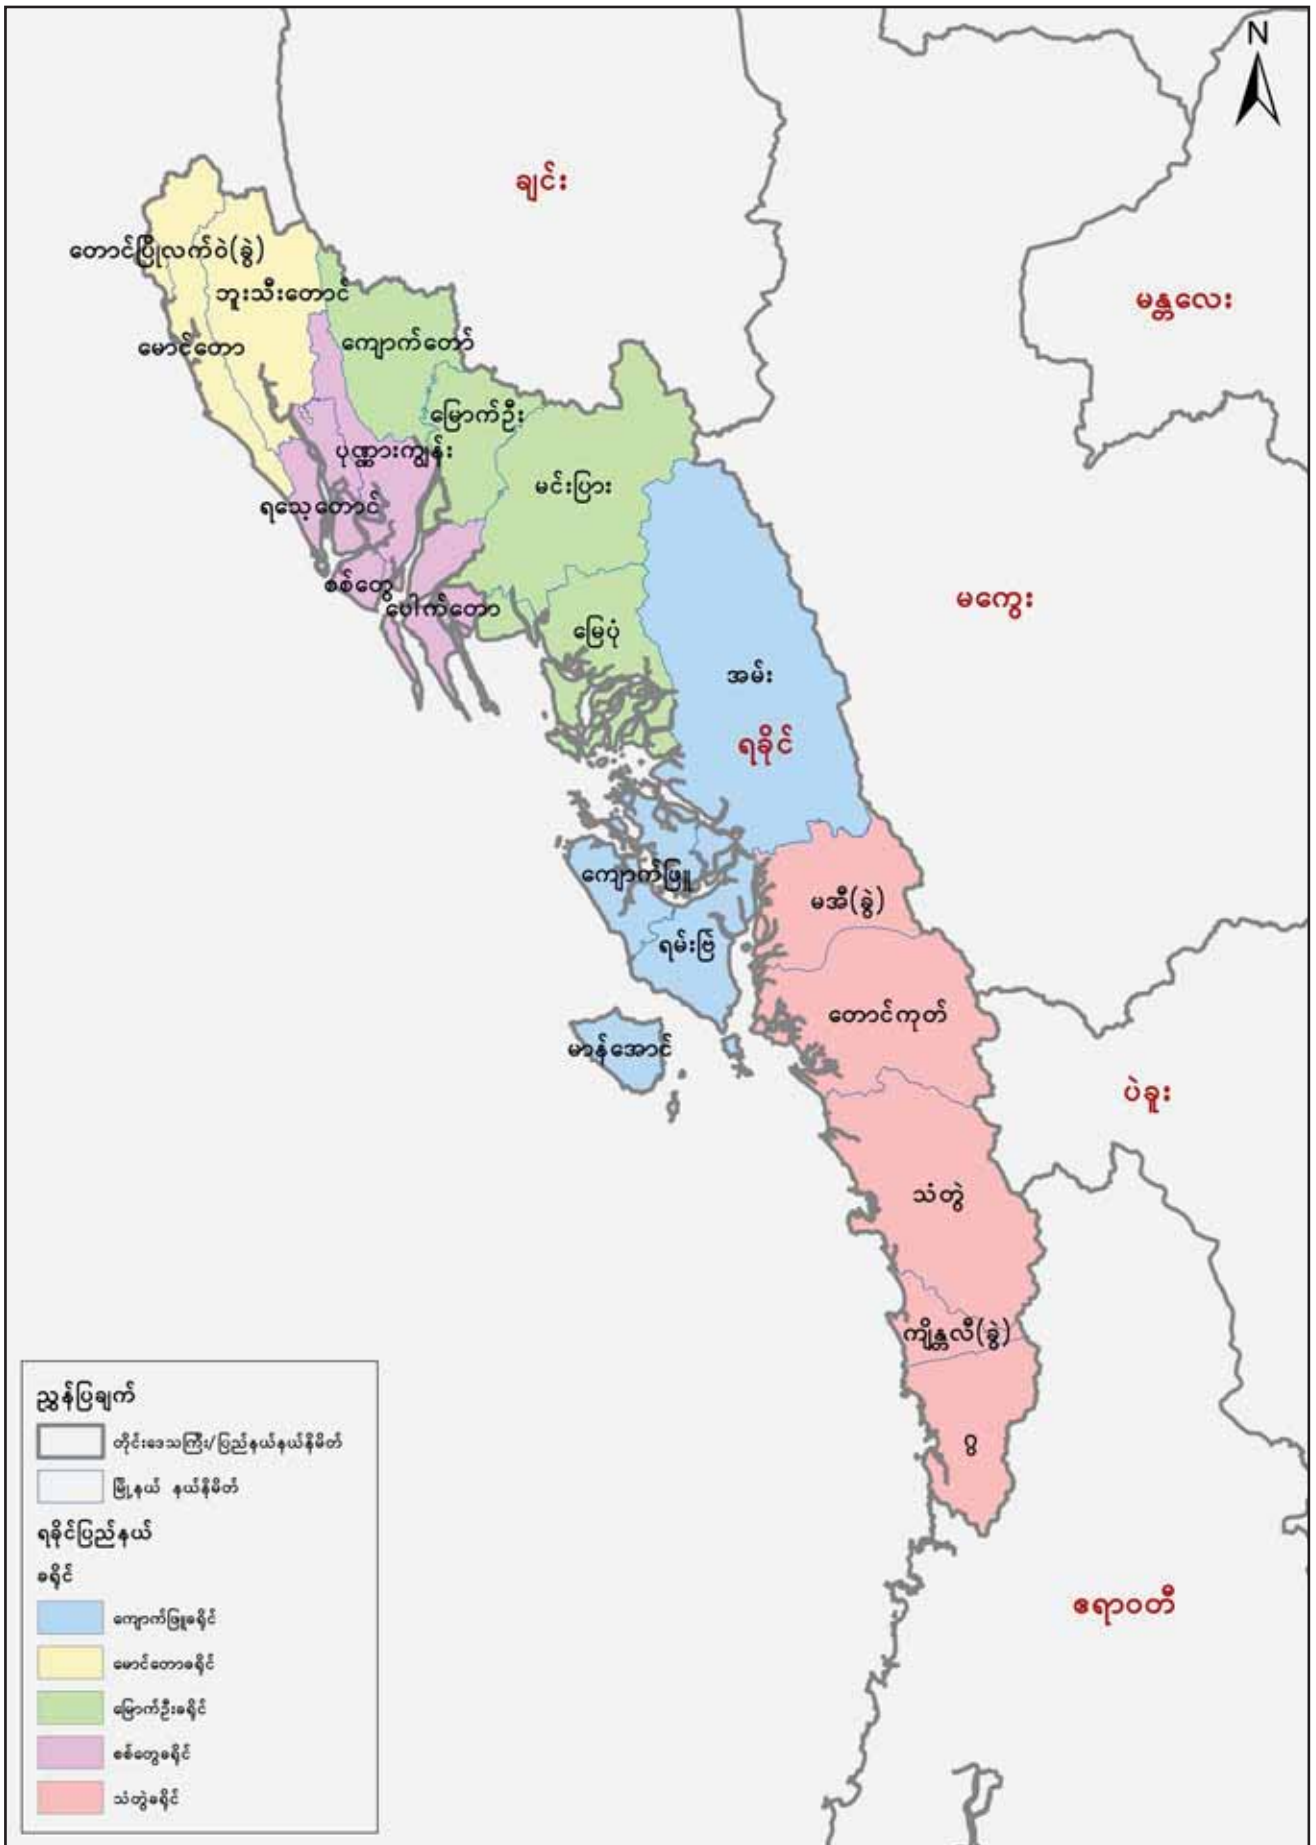 N
ချင်း
တောင်ပြိုလက်ဝဲ(ခွဲ)
ဘူးသီးတောင်
မန္တလေး
မောင်တော
ကျောက်တော်
မြောက်ဦး
ပုဏ္ဏားကျွန်း
မင်းပြား
ရသေ့တောင်
စစ်တွေ
ပေါက်တော
မကွေး
မြေပုံ
အမ်း
ရခိုင်
ကျောက်ဖြူ
မအီ(ခွဲ)
ရမ်းဗြဲ
တောင်ကုတ်
မာန်အောင်
ပဲခူး
သံတွဲ
ကျိန္တလီ(ခွဲ)
ဂွ
ဧရာဝတီ
ညွှန်ပြချက်
တိုင်းဒေသကြီး/ပြည်နယ်နယ်နိမိတ်
မြို့နယ် နယ်နိမိတ်
ရခိုင်ပြည်နယ်
ခရိုင်
ကျောက်ဖြူခရိုင်
မောင်တောခရိုင်
မြောက်ဦးခရိုင်
စစ်တွေခရိုင်
သံတွဲခရိုင်